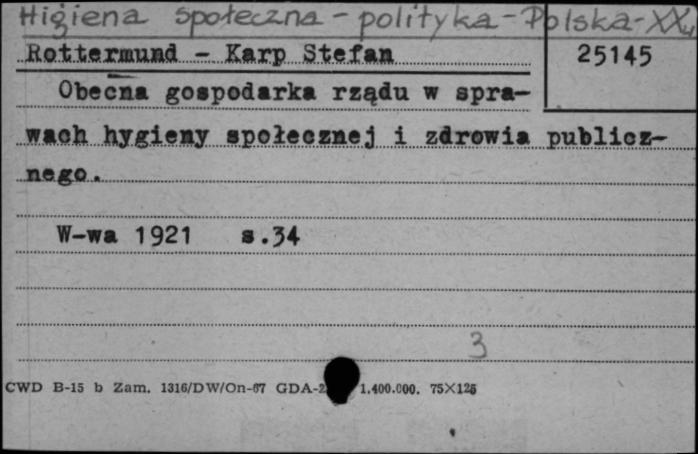 Higiena społeczna - polityka - Polska - XX w
Rottermund - Karp Stefan
25145
Obecna gospodarka rządu w spra-
wach hygieny społecznej i zdrowia publicz-
nego.
W-wa 1921 s.34
3
CWD B-15 b Zam. 1316/DW/On-67 GDA-2 1.400.000. 75X125